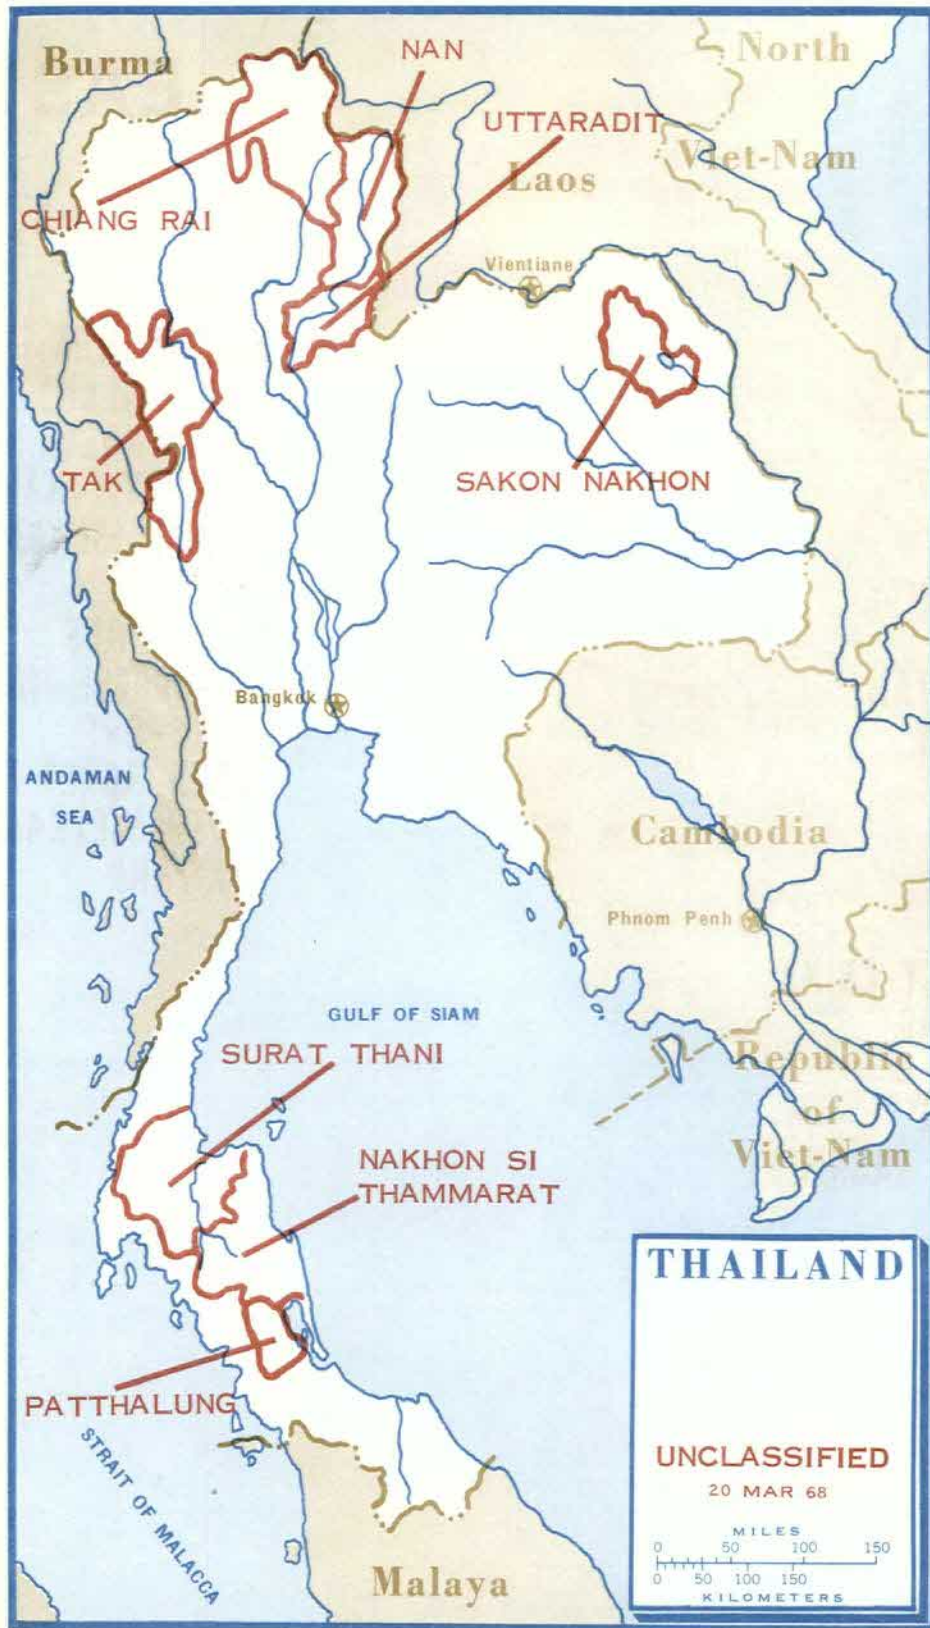 Burma
NAN
North
Viet-Nam
UTTARADIT
Laos
CHIANG RAI
Vientiane
TAK
SAKON NAKHON
Bangkok
ANDAMAN
SEA
Cambodia
Phnom Penh
GULF OF SIAM
SURAT THANI
Republic
of
Viet-Nam
NAKHON SI
THAMMARAT
PATTHALUNG
STRAIT OF MALACCA
Malaya
THAILAND
UNCLASSIFIED
20 MAR 68
MILES
0 50 100 150
0 50 100 150
KILOMETERS